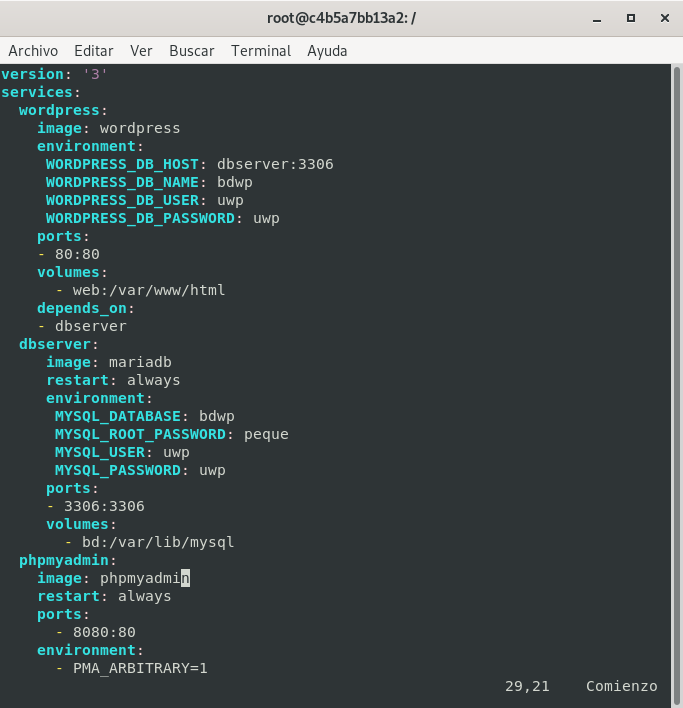 root@c4b5a7bb13a2: /
Archivo Editar Ver Buscar Terminal Ayuda
version: '3'
services:
  wordpress:
    image: wordpress
    environment:
     WORDPRESS_DB_HOST: dbserver:3306
     WORDPRESS_DB_NAME: bdwp
     WORDPRESS_DB_USER: uwp
     WORDPRESS_DB_PASSWORD: uwp
    ports:
    - 80:80
    volumes:
      - web:/var/www/html
    depends_on:
    - dbserver
  dbserver:
     image: mariadb
     restart: always
     environment:
      MYSQL_DATABASE: bdwp
      MYSQL_ROOT_PASSWORD: peque
      MYSQL_USER: uwp
      MYSQL_PASSWORD: uwp
     ports:
     - 3306:3306
     volumes:
       - bd:/var/lib/mysql
  phpmyadmin:
    image: phpmyadmin
    restart: always
    ports:
      - 8080:80
    environment:
      - PMA_ARBITRARY=1
29,21 Comienzo